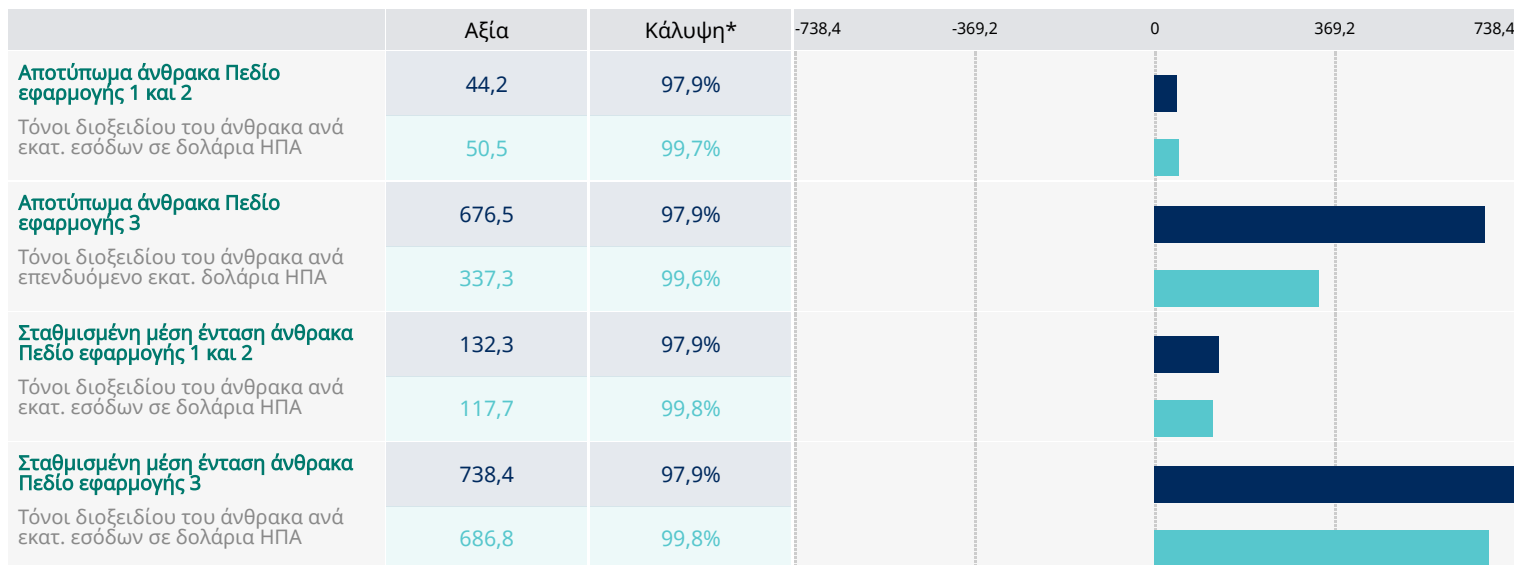 Αξία Κάλυψη* -738,4 -369,2 0 369,2 738,4
Αποτύπωμα άνθρακα Πεδίο
εφαρμογής 1 και 2
44,2 97,9%
Τόνοι διοξειδίου του άνθρακα ανά
εκατ. εσόδων σε δολάρια ΗΠΑ
50,5 99,7%
Αποτύπωμα άνθρακα Πεδίο
εφαρμογής 3
676,5 97,9%
Τόνοι διοξειδίου του άνθρακα ανά
επενδυόμενο εκατ. δολάρια ΗΠΑ
337,3 99,6%
Σταθμισμένη μέση ένταση άνθρακα
Πεδίο εφαρμογής 1 και 2
132,3 97,9%
Τόνοι διοξειδίου του άνθρακα ανά
εκατ. εσόδων σε δολάρια ΗΠΑ
117,7 99,8%
Σταθμισμένη μέση ένταση άνθρακα
Πεδίο εφαρμογής 3
738,4 97,9%
Τόνοι διοξειδίου του άνθρακα ανά
εκατ. εσόδων σε δολάρια ΗΠΑ
686,8 99,8%